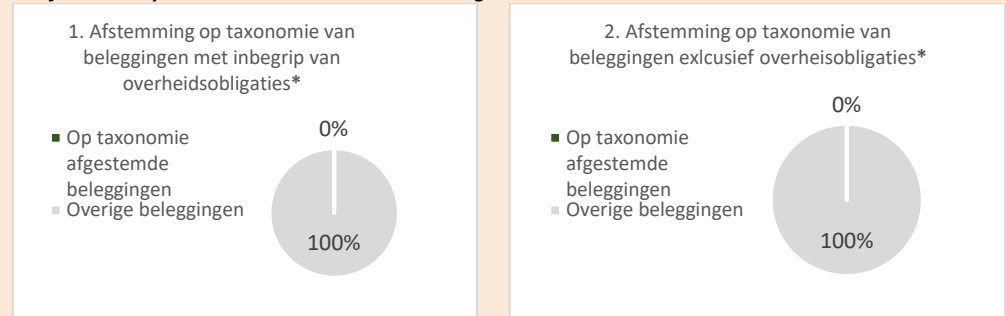 1. Afstemming op taxonomie van
beleggingen met inbegrip van
overheidsobligaties*
Op taxonomie
afgestemde
beleggingen
Overige beleggingen
0%
100%
2. Afstemming op taxonomie van
beleggingen exlcusief overheisobligaties*
Op taxonomie
afgestemde
beleggingen
Overige beleggingen
0%
100%